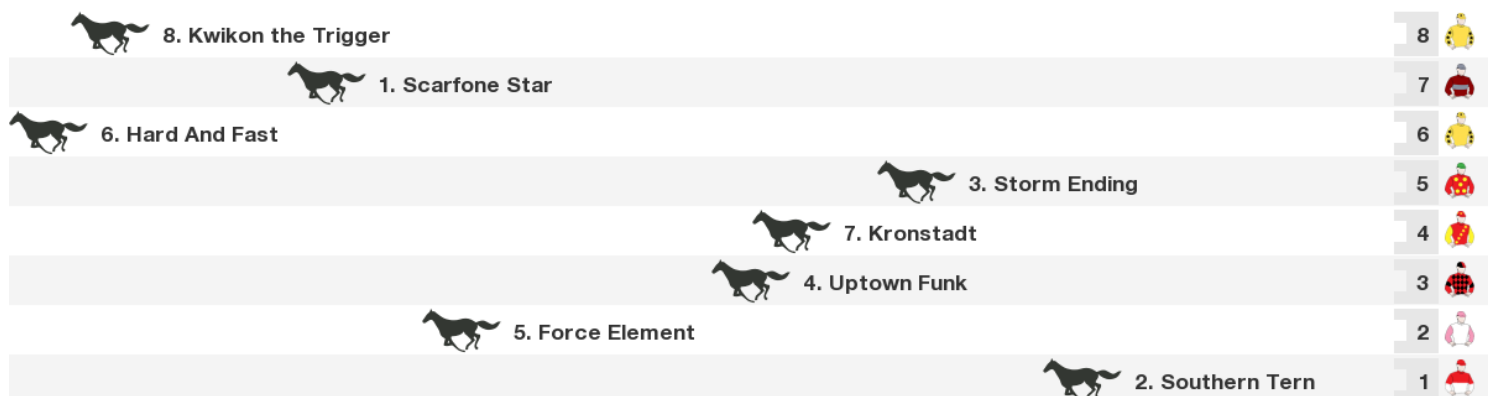 8. Kwikon the Trigger 8
1. Scarfone Star 7
6. Hard And Fast 6
3. Storm Ending 5
7. Kronstadt 4
4. Uptown Funk 3
5. Force Element 2
2. Southern Tern 1